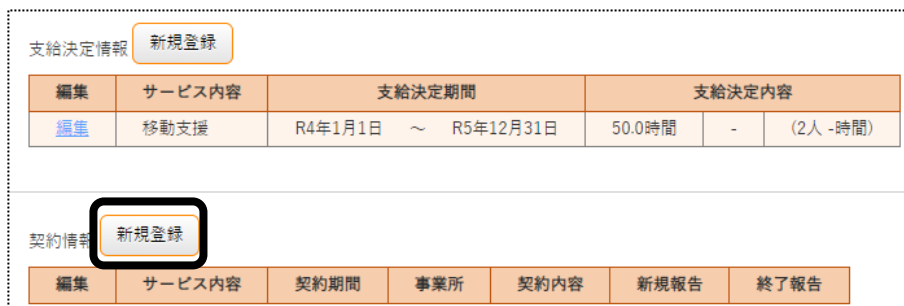 支給決定情報 新規登録
編集 サービス内容 支給決定期間 支給決定内容
編集 移動支援 R4年1月1日 ～ R5年12月31日 50.0時間 - (2人 -時間)
契約情報 新規登録
編集 サービス内容 契約期間 事業所 契約内容 新規報告 終了報告